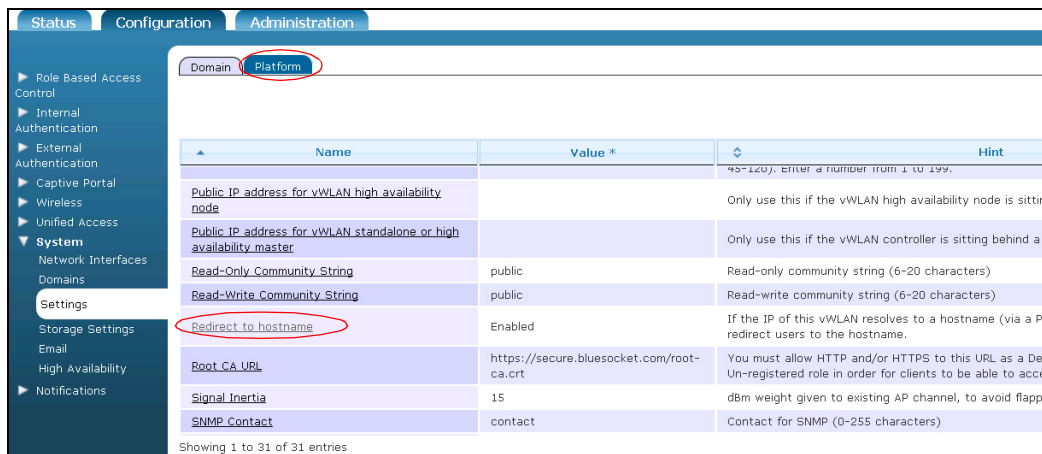 Status Configuration Administration
Domain Platform
Role Based Access
Control
Internal
Authentication
External
Authentication
Captive Portal
Wireless
Unified Access
System
Network Interfaces
Domains
Settings
Storage Settings
Email
High Availability
Notifications
Name Value * Hint
45-120). Enter a number from 1 to 199.
Public IP address for vWLAN high availability
node
Only use this if the vWLAN high availability node is sittin
Public IP address for vWLAN standalone or high
availability master
Only use this if the vWLAN controller is sitting behind a
Read-Only Community String public Read-only community string (6-20 characters)
Read-Write Community String public Read-write community string (6-20 characters)
Redirect to hostname Enabled
If the IP of this vWLAN resolves to a hostname (via a P
redirect users to the hostname.
Root CA URL
https://secure.bluesocket.com/root-
ca.crt
You must allow HTTP and/or HTTPS to this URL as a De
Un-registered role in order for clients to be able to acce
Signal Inertia 15 dBm weight given to existing AP channel, to avoid flapp
SNMP Contact contact Contact for SNMP (0-255 characters)
Showing 1 to 31 of 31 entries